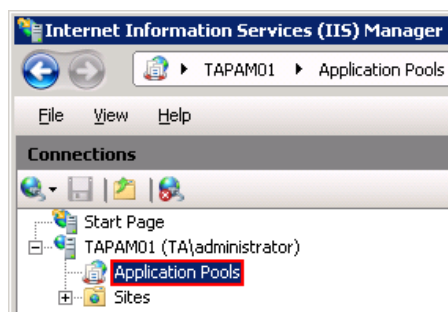 Internet Information Services (IIS) Manager
TAPAM01 Application Pools
File View Help
Connections
Start Page
TAPAM01 (TA\administrator)
Application Pools
Sites